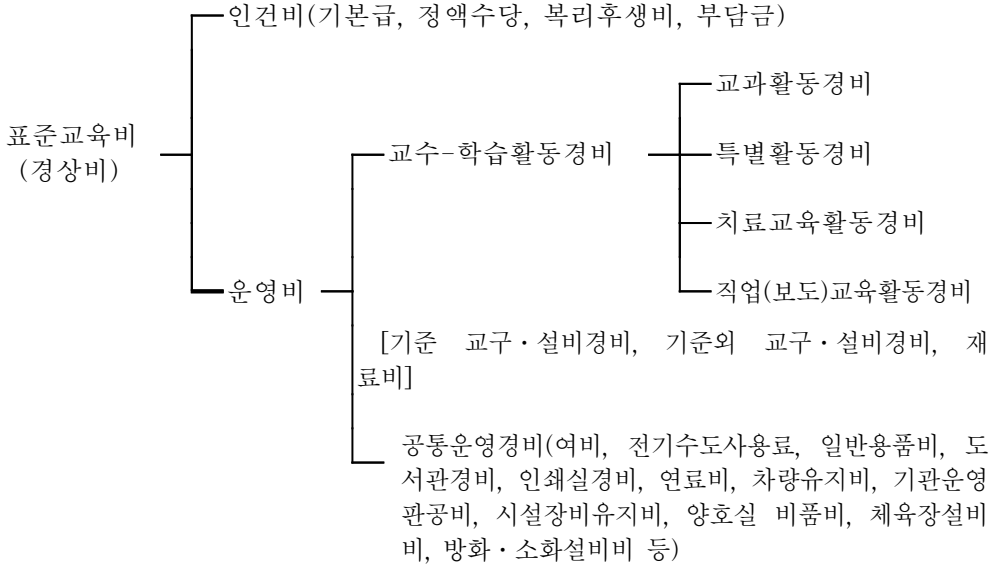 인건비(기본급, 정액수당, 복리후생비, 부담금)
표준교육비
(경상비)
교수-학습활동경비
교과활동경비
특별활동경비
치료교육활동경비
직업(보도)교육활동경비
운영비
[기준 교구·설비경비, 기준외 교구·설비경비, 재
료비]
공통운영경비(여비, 전기수도사용료, 일반용품비, 도
서관경비, 인쇄실경비, 연료비, 차량유지비, 기관운영
판공비, 시설장비유지비, 양호실 비품비, 체육장설비
비, 방화·소화설비비 등)